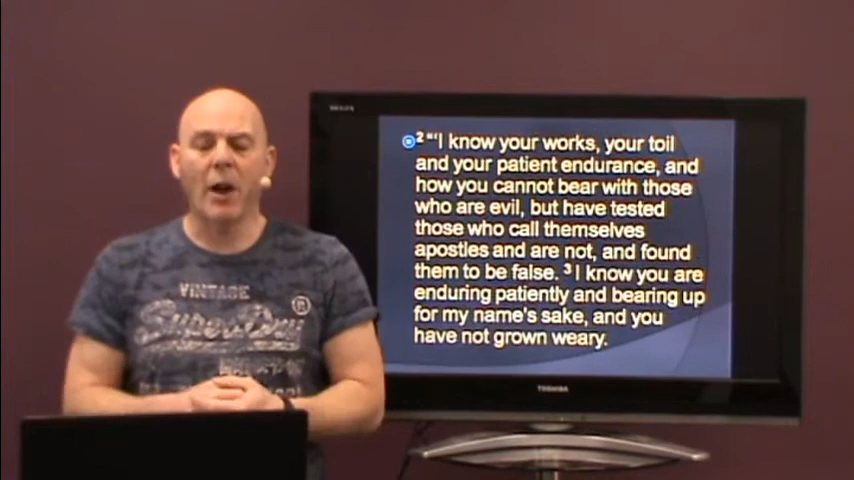 2 “‘I know your works, your toil
and your patient endurance, and
how you cannot bear with those
who are evil, but have tested
those who call themselves
apostles and are not, and found
them to be false. 3 I know you are
enduring patiently and bearing up
for my name's sake, and you
have not grown weary.
TOSHIBA
VINTAGE
SuperDry